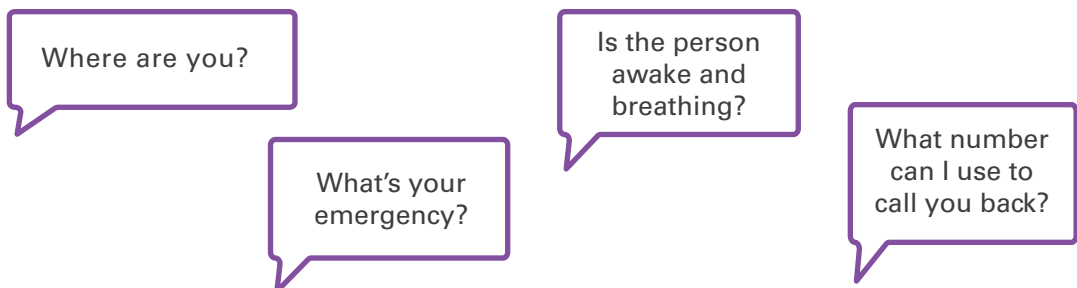 Where are you?
What's your
emergency?
Is the person
awake and
breathing?
What number
can I use to
call you back?